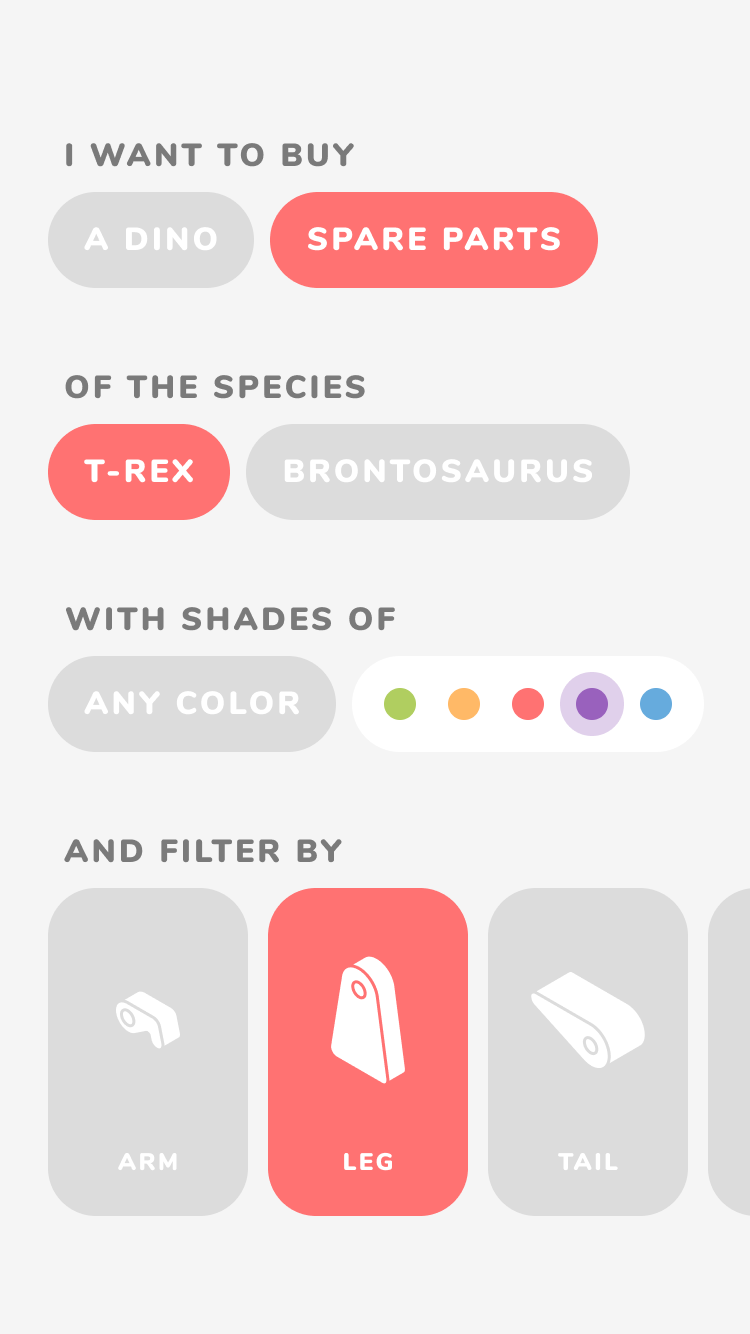 I WANT TO BUY
A DINO SPARE PARTS
OF THE SPECIES
T-REX BRONTOSAURUS
WITH SHADES OF
ANY COLOR
AND FILTER BY
ARM LEG TAIL